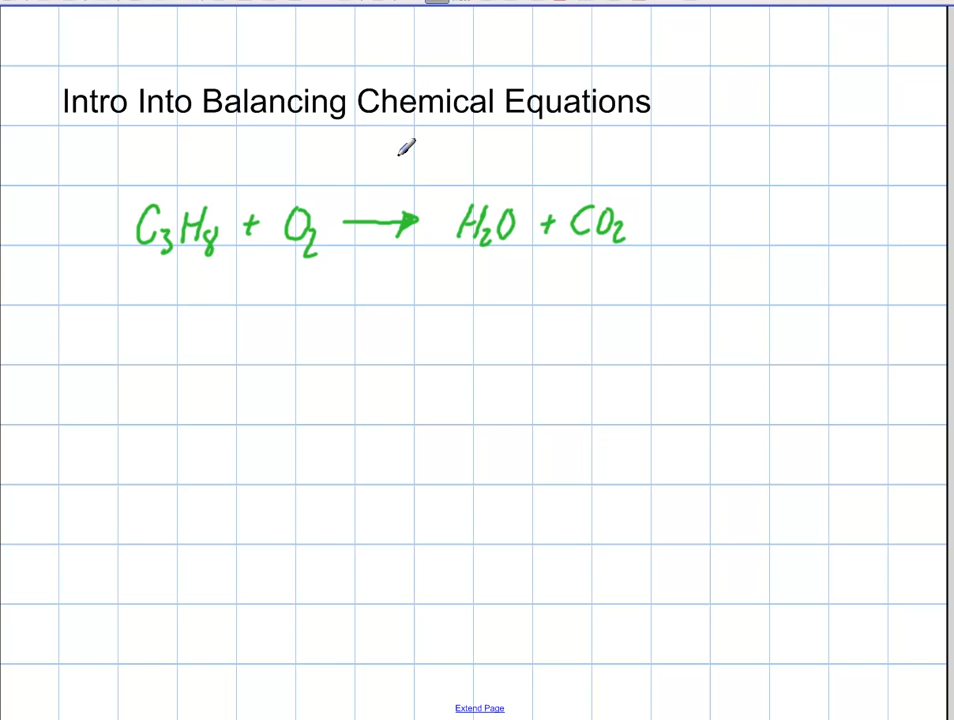 Intro Into Balancing Chemical Equations
C₃H₈ + O₂ → H₂O + CO₂
Extend Page